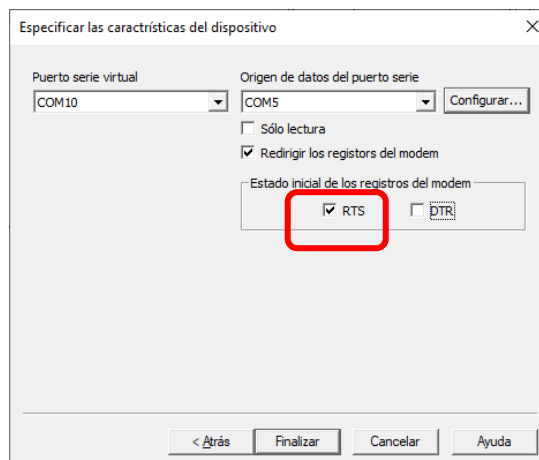 Especificar las caractrísticas del dispositivo
Puerto serie virtual
COM10
Origen de datos del puerto serie
COM5
Configurar...
Sólo lectura
Redirigir los registors del modem
Estado inicial de los registros del modem
RTS
DTR
< Atrás
Finalizar
Cancelar
Ayuda